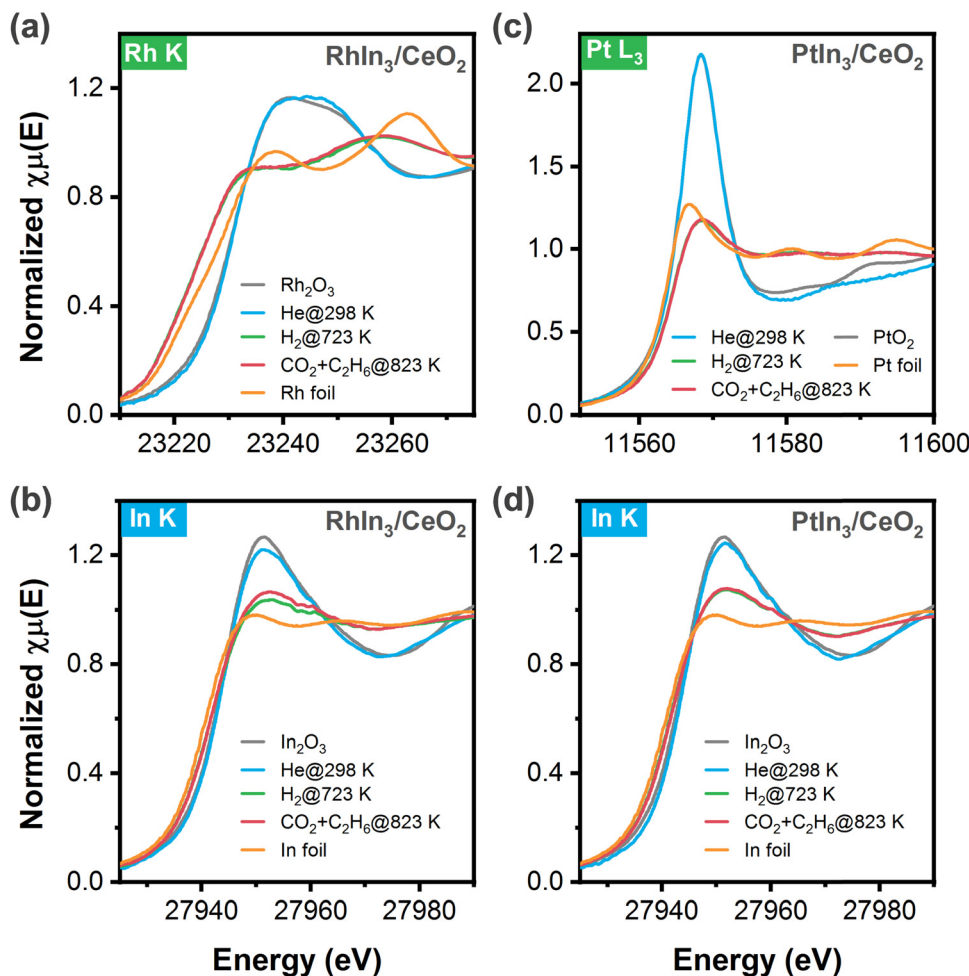 (a)
Rh K
RhIn₃/CeO₂
1.2
0.8
0.4
0.0
Rh₂O₃
He@298 K
H₂@723 K
CO₂+C₂H₆@823 K
Rh foil
23220
23240
23260
Normalized χμ(E)
(c)
Pt L₃
PtIn₃/CeO₂
2.0
1.5
1.0
0.5
0.0
He@298 K
H₂@723 K
CO₂+C₂H₆@823 K
PtO₂
Pt foil
11560
11580
11600
(b)
In K
RhIn₃/CeO₂
1.2
0.8
0.4
0.0
In₂O₃
He@298 K
H₂@723 K
CO₂+C₂H₆@823 K
In foil
27940
27960
27980
Normalized χμ(E)
Energy (eV)
(d)
In K
PtIn₃/CeO₂
1.2
0.8
0.4
0.0
In₂O₃
He@298 K
H₂@723 K
CO₂+C₂H₆@823 K
In foil
27940
27960
27980
Energy (eV)